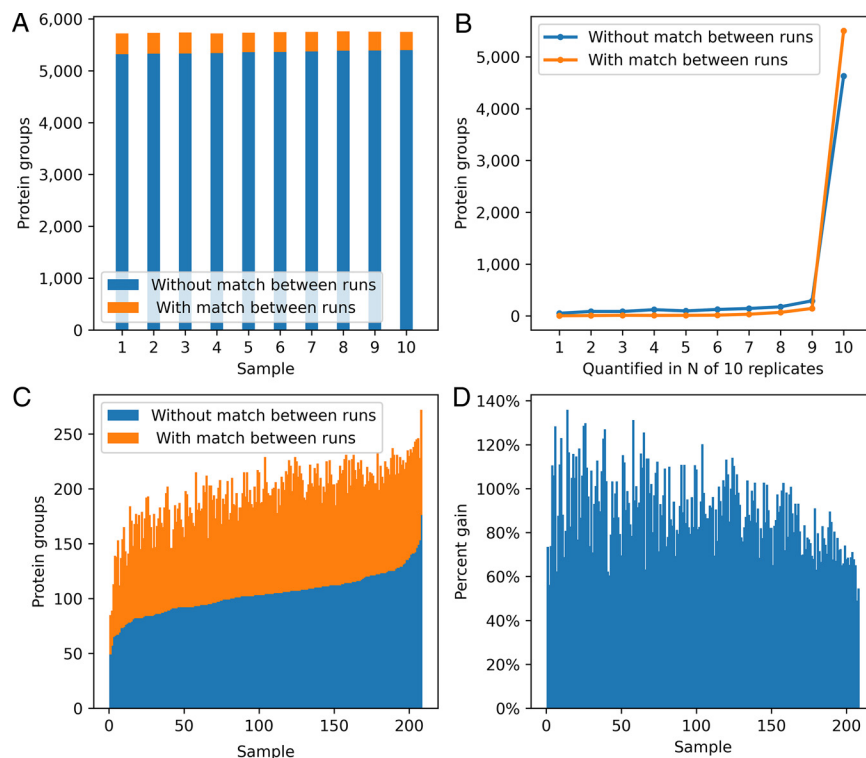 A
6,000
5,000
4,000
3,000
2,000
1,000
0
Protein groups
Without match between runs
With match between runs
1 2 3 4 5 6 7 8 9 10
Sample
B
Without match between runs
With match between runs
5,000
4,000
3,000
2,000
1,000
0
Protein groups
1 2 3 4 5 6 7 8 9 10
Quantified in N of 10 replicates
C
Without match between runs
With match between runs
250
200
150
100
50
0
Protein groups
0 50 100 150 200
Sample
D
140%
120%
100%
80%
60%
40%
20%
0%
Percent gain
0 50 100 150 200
Sample